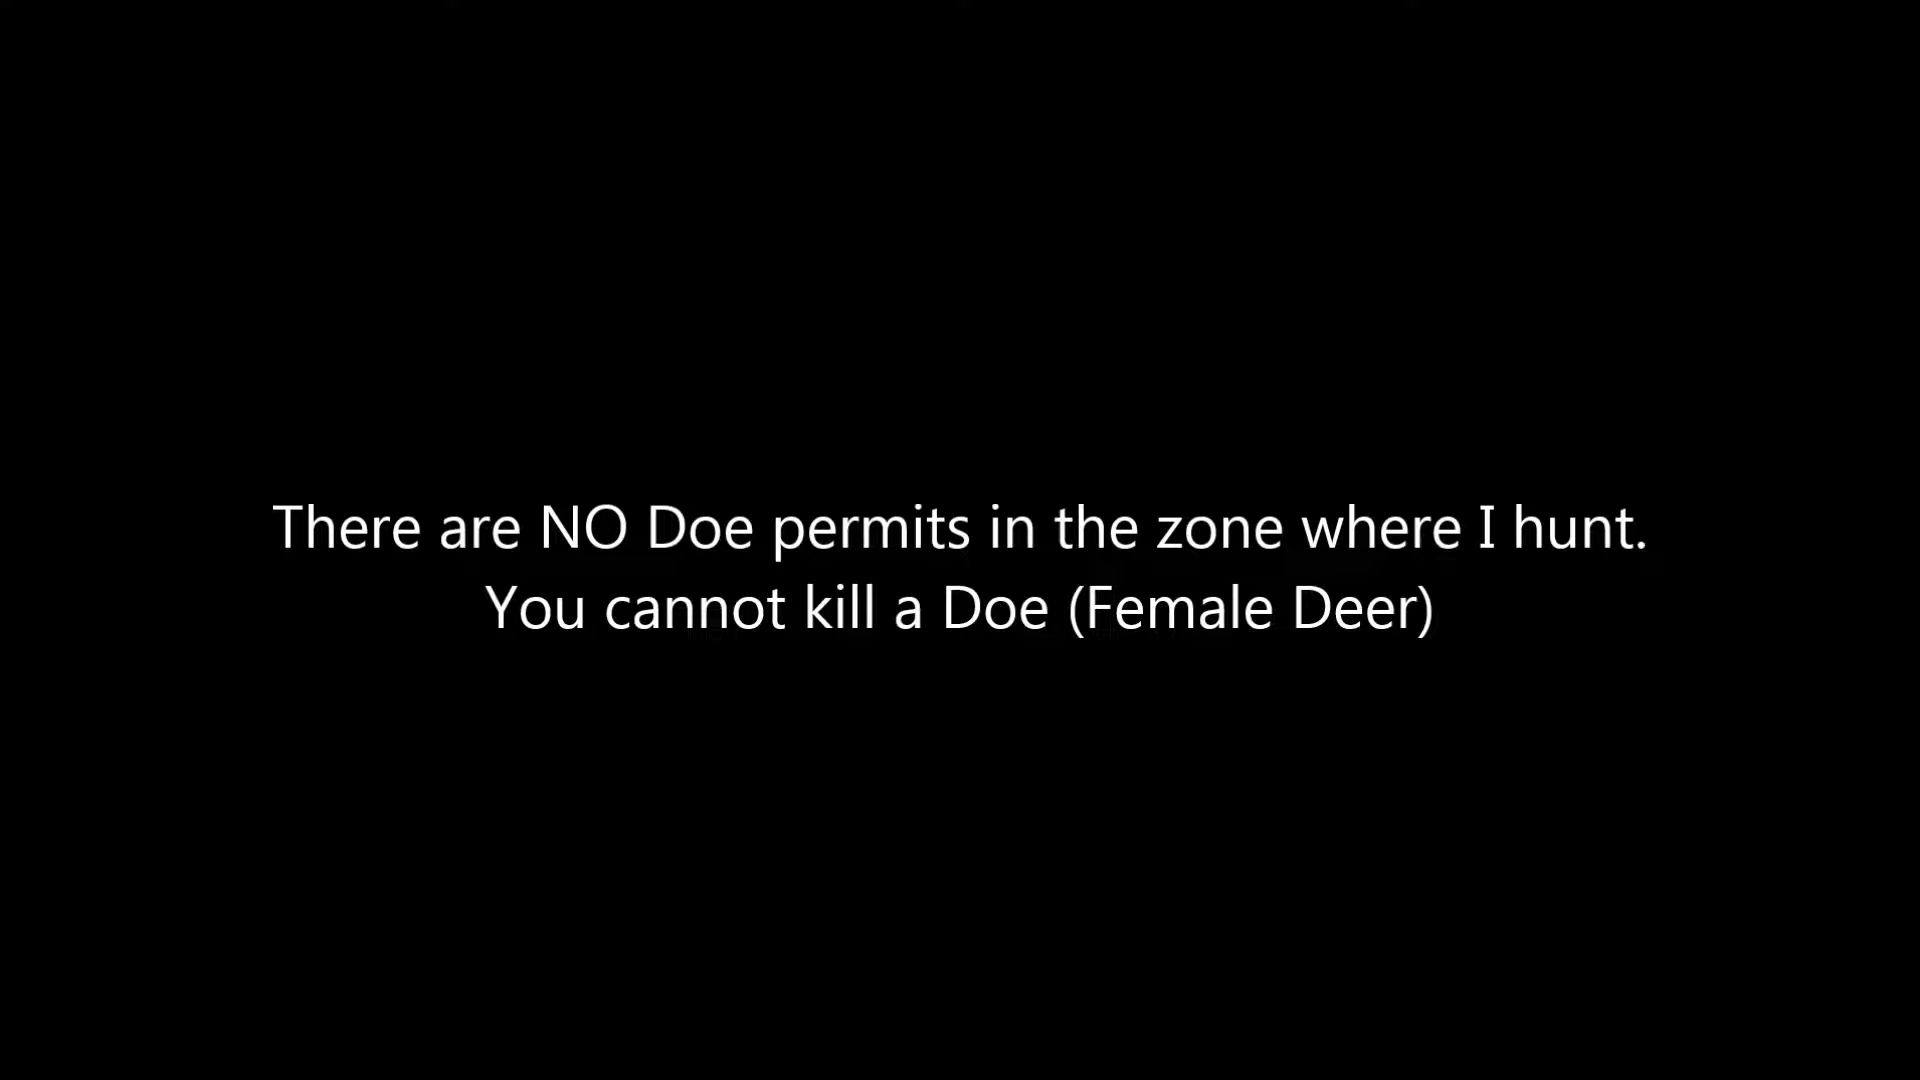 There are NO Doe permits in the zone where I hunt.
You cannot kill a Doe (Female Deer)